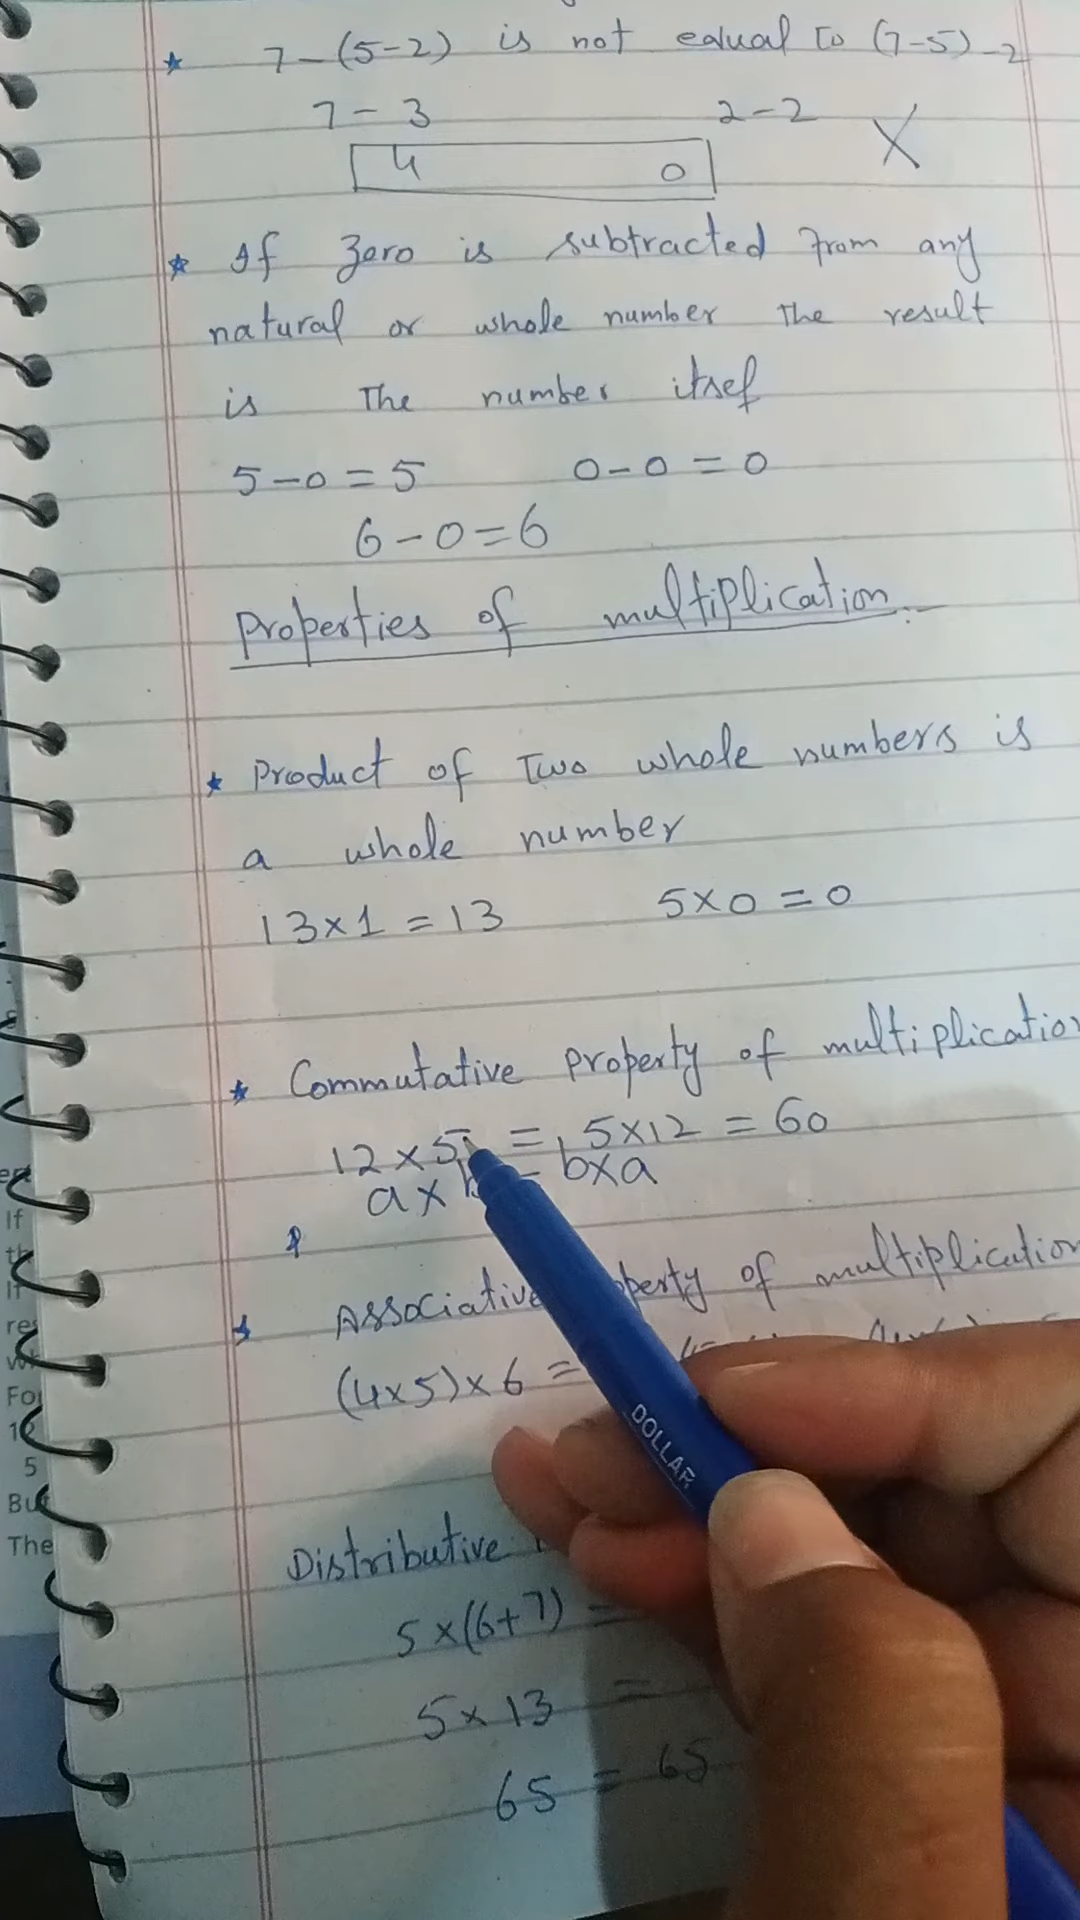 7-(5-2) is not equal to (7-5)-2
7-3 2-2 X
4 0
* If zero is subtracted from any
natural or whole number the result
is the number itsef
5-0=5 0-0=0
6-0=6
Properties of multiplication
* Product of Two whole numbers is
a whole number
13×1=13 5×0=0
* Commutative property of multiplication
12×5 = 5×12 = 60
a× = b×a
* Associative property of multiplication
(4×5)×6 =
DOLLAR
Distributive
5×(6+7) =
5×13 =
65 = 65
If
5
The